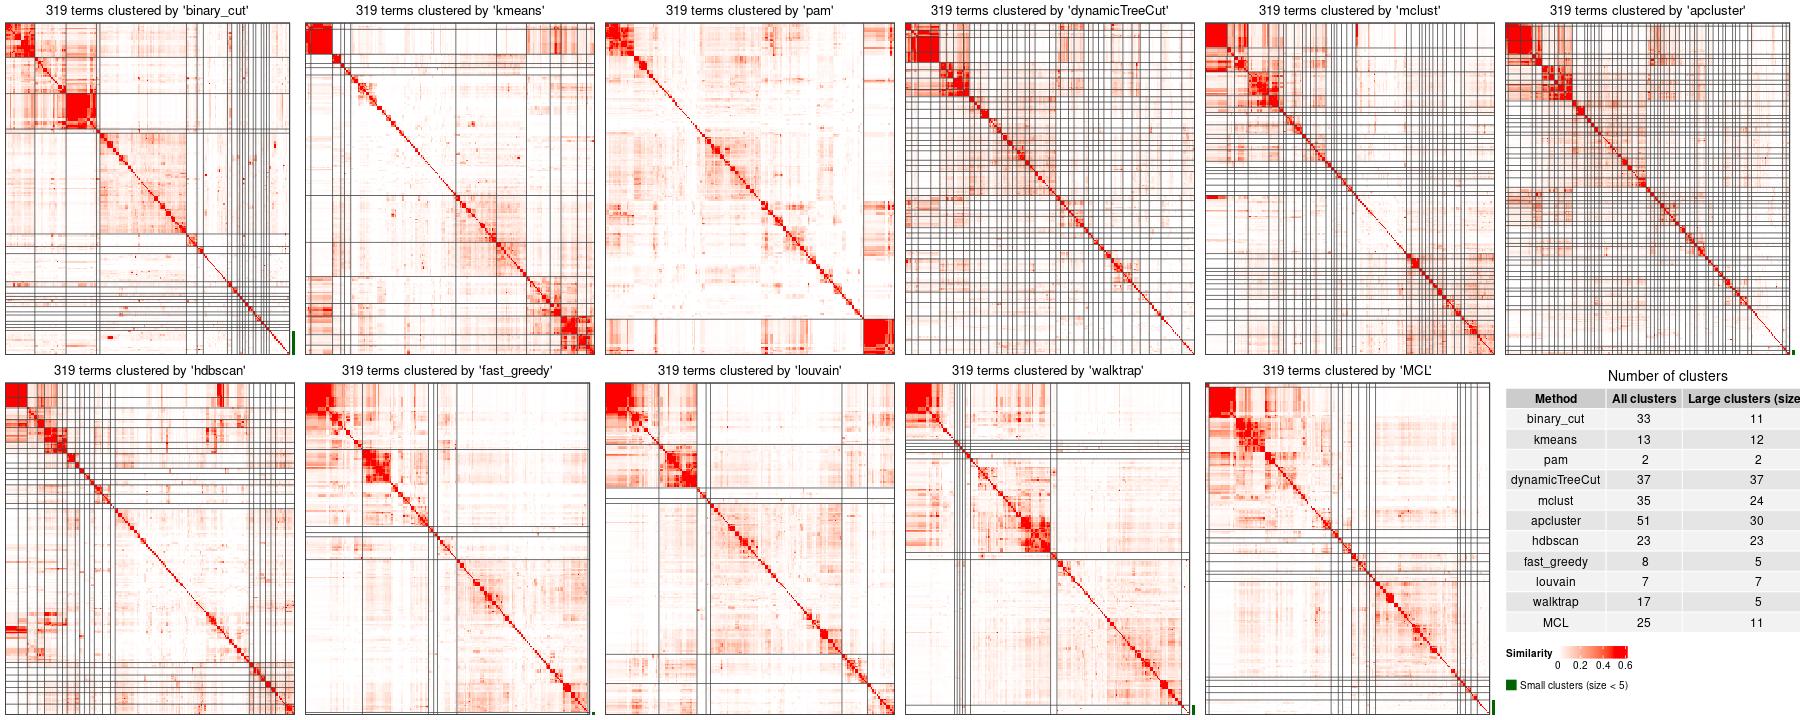 319 terms clustered by 'binary_cut'
319 terms clustered by 'kmeans'
319 terms clustered by 'pam'
319 terms clustered by 'dynamicTreeCut'
319 terms clustered by 'mclust'
319 terms clustered by 'apcluster'
319 terms clustered by 'hdbscan'
319 terms clustered by 'fast_greedy'
319 terms clustered by 'louvain'
319 terms clustered by 'walktrap'
319 terms clustered by 'MCL'
Number of clusters
Method All clusters Large clusters (size
binary_cut 33 11
kmeans 13 12
pam 2 2
dynamicTreeCut 37 37
mclust 35 24
apcluster 51 30
hdbscan 23 23
fast_greedy 8 5
louvain 7 7
walktrap 17 5
MCL 25 11
Similarity
0 0.2 0.4 0.6
Small clusters (size < 5)